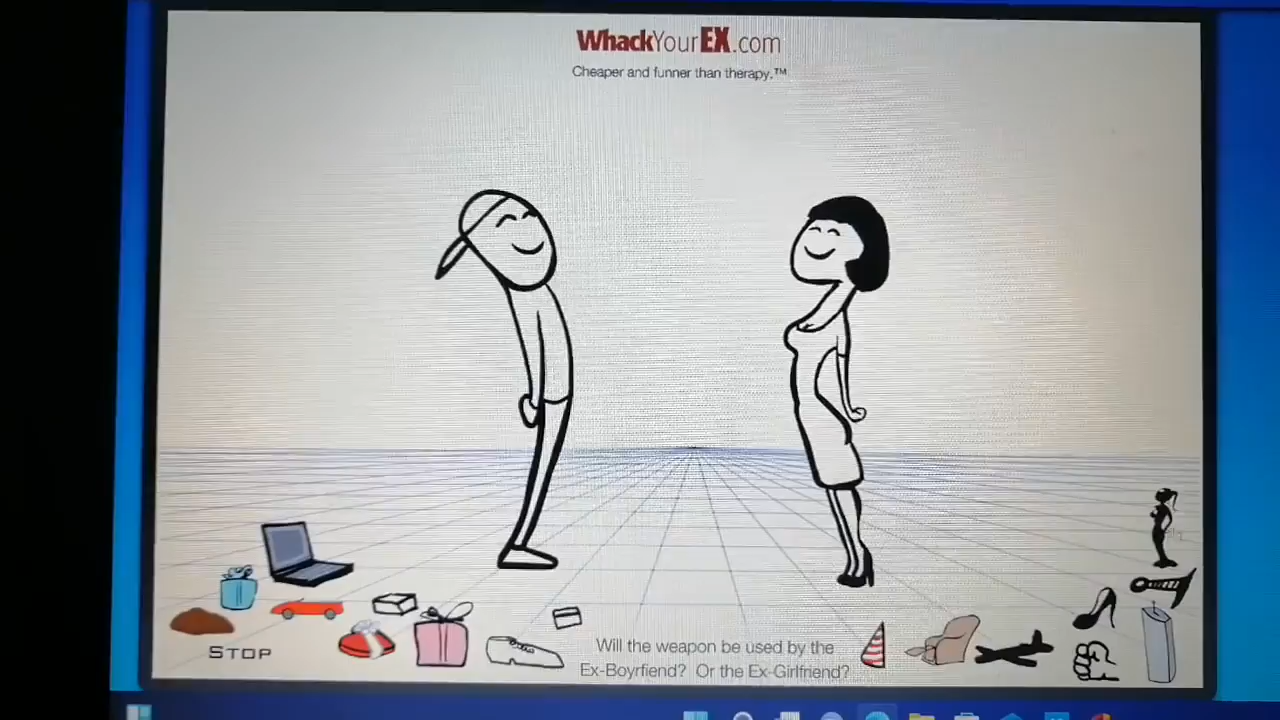 WhackYourEX.com
Cheaper and funner than therapy.™
Will the weapon be used by the
Ex-Boyrfiend? Or the Ex-Girlfriend?
STOP